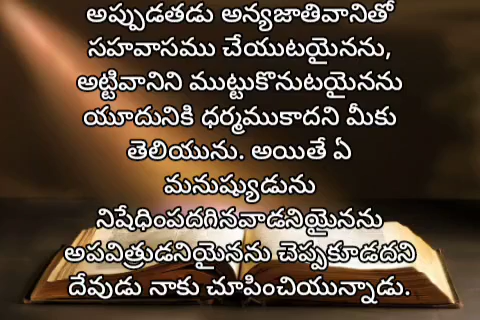 అప్పుడతడు అన్యజాతివానితో
సహవాసము చేయుటయైనను,
అట్టివానిని ముట్టుకొనుటయైనను
యూదునికి ధర్మముకాదని మీకు
తెలియును. అయితే ఏ
మనుష్యుడును
నిషేధింపదగినవాడనియైనను
అపవిత్రుడనియైనను చెప్పకూడదని
దేవుడు నాకు చూపించియున్నాడు.